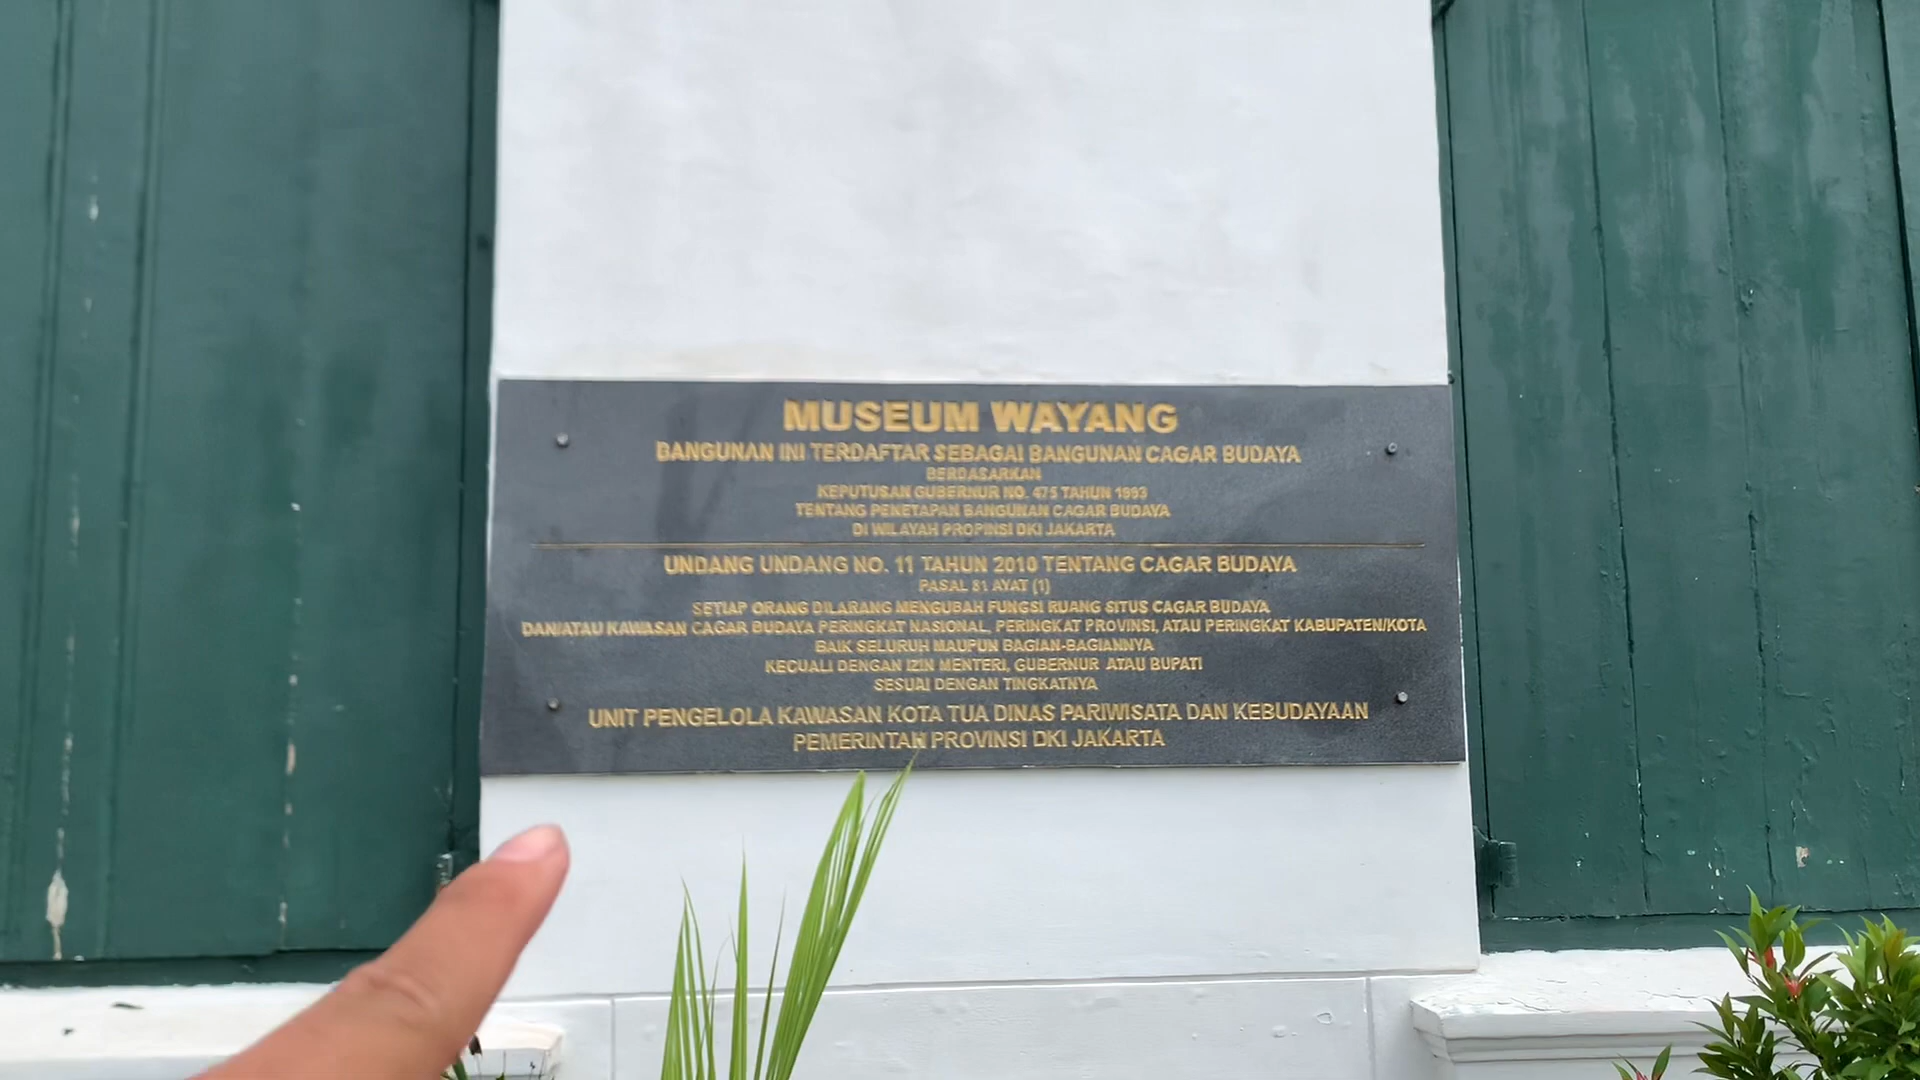 MUSEUM WAYANG
BANGUNAN INI TERDAFTAR SEBAGAI BANGUNAN CAGAR BUDAYA
BERDASARKAN
KEPUTUSAN GUBERNUR NO. 475 TAHUN 1993
TENTANG PENETAPAN BANGUNAN CAGAR BUDAYA
DI WILAYAH PROPINSI DKI JAKARTA
UNDANG UNDANG NO. 11 TAHUN 2010 TENTANG CAGAR BUDAYA
PASAL 81 AYAT (1)
SETIAP ORANG DILARANG MENGUBAH FUNGSI RUANG SITUS CAGAR BUDAYA
DAN/ATAU KAWASAN CAGAR BUDAYA PERINGKAT NASIONAL, PERINGKAT PROVINSI, ATAU PERINGKAT KABUPATEN/KOTA
BAIK SELURUH MAUPUN BAGIAN-BAGIANNYA
KECUALI DENGAN IZIN MENTERI, GUBERNUR ATAU BUPATI
SESUAI DENGAN TINGKATNYA
UNIT PENGELOLA KAWASAN KOTA TUA DINAS PARIWISATA DAN KEBUDAYAAN
PEMERINTAH PROVINSI DKI JAKARTA